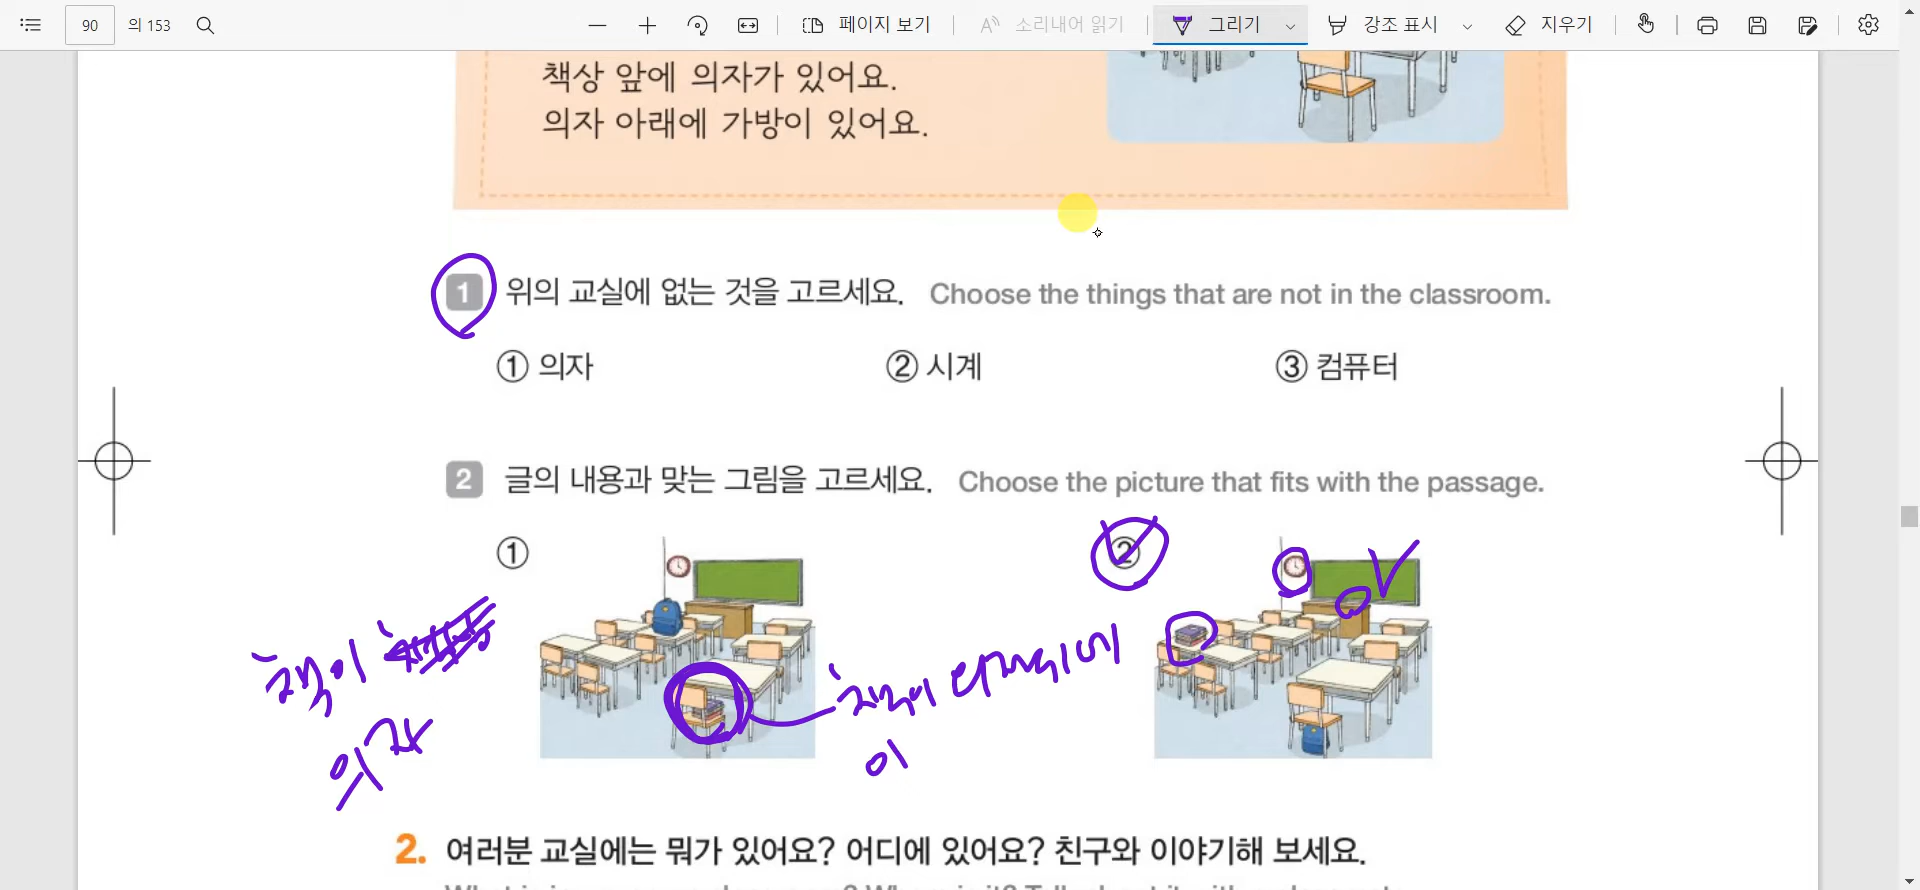 90 의 153 페이지 보기 소리내어 읽기 그리기 강조 표시 지우기
책상 앞에 의자가 있어요.
의자 아래에 가방이 있어요.
1 위의 교실에 없는 것을 고르세요. Choose the things that are not in the classroom.
① 의자 ② 시계 ③ 컴퓨터
2 글의 내용과 맞는 그림을 고르세요. Choose the picture that fits with the passage.
① ②
책이
의자
책이
이
2. 여러분 교실에는 뭐가 있어요? 어디에 있어요? 친구와 이야기해 보세요.